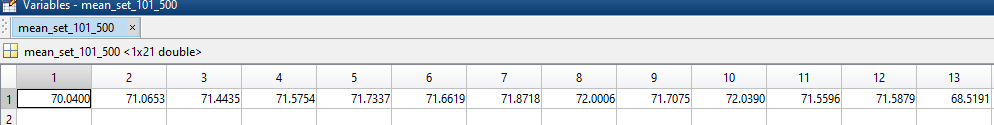 Variables - mean_set_101_500
mean_set_101_500 ×
mean_set_101_500 <1x21 double>
1 2 3 4 5 6 7 8 9 10 11 12 13
1 70.0400 71.0653 71.4435 71.5754 71.7337 71.6619 71.8718 72.0006 71.7075 72.0390 71.5596 71.5879 68.5191
2